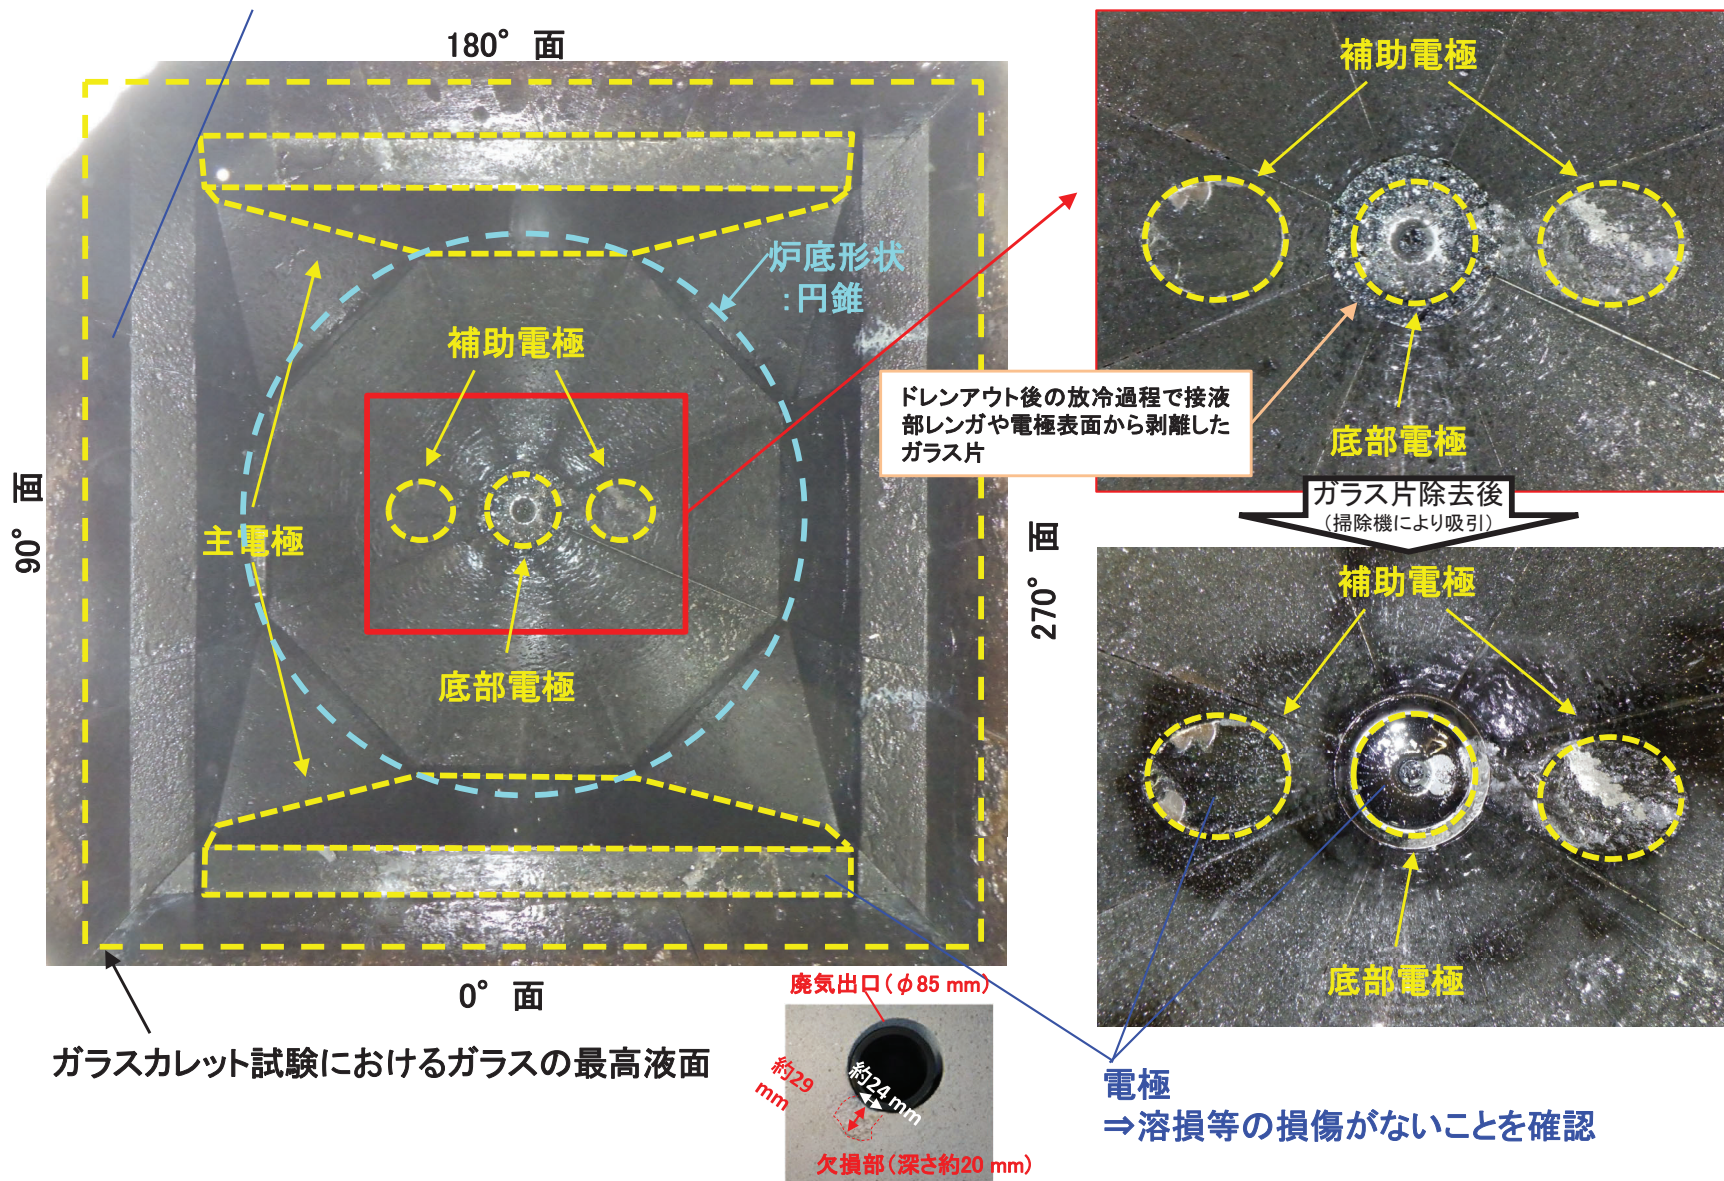 180° 面
90° 面
270° 面
0° 面
炉底形状
:円錐
補助電極
主電極
底部電極
ガラスカレット試験におけるガラスの最高液面
補助電極
底部電極
ドレンアウト後の放冷過程で接液
部レンガや電極表面から剥離した
ガラス片
ガラス片除去後
(掃除機により吸引)
補助電極
底部電極
廃気出口(φ85 mm)
約29
mm
約24 mm
欠損部(深さ約20 mm)
電極
⇒溶損等の損傷がないことを確認